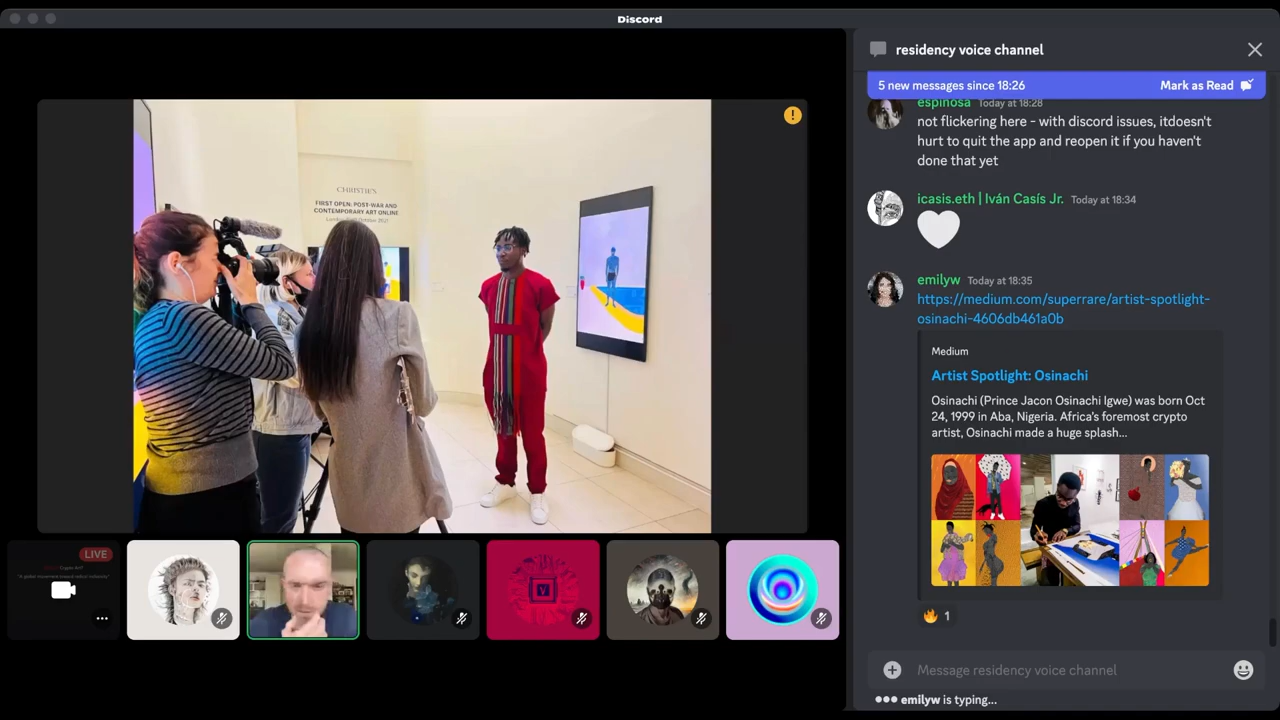 Discord
residency voice channel
5 new messages since 18:26
Mark as Read
espinosa Today at 18:28
not flickering here - with discord issues, itdoesn't
hurt to quit the app and reopen it if you haven't
done that yet
icasis.eth | Iván Casís Jr. Today at 18:34
emilyw Today at 18:35
https://medium.com/superrare/artist-spotlight-
osinachi-4606db461a0b
Medium
Artist Spotlight: Osinachi
Osinachi (Prince Jacon Osinachi Igwe) was born Oct
24, 1999 in Aba, Nigeria. Africa's foremost crypto
artist, Osinachi made a huge splash...
1
Message residency voice channel
emilyw is typing...
CHRISTIE'S
FIRST OPEN: POST-WAR AND
CONTEMPORARY ART ONLINE
LIVE
V